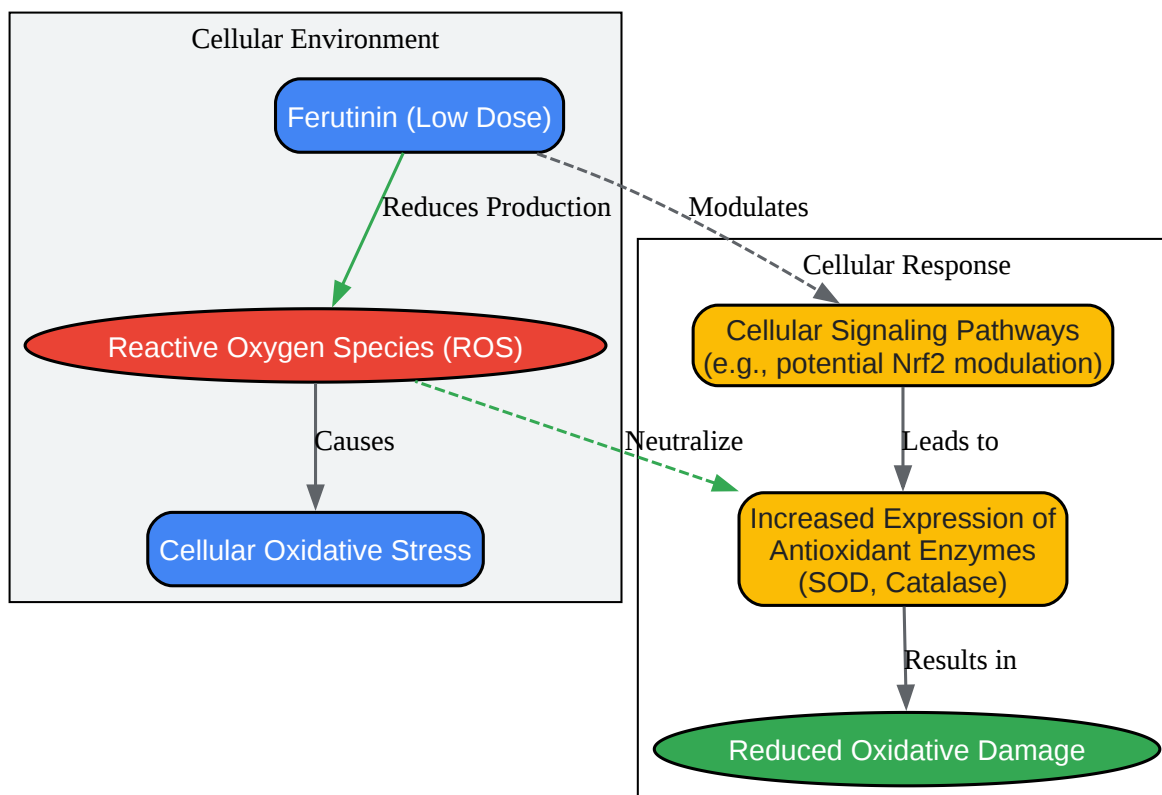 Cellular Environment
Ferutinin (Low Dose)
Reduces Production
Modulates
Cellular Response
Reactive Oxygen Species (ROS)
Cellular Signaling Pathways
(e.g., potential Nrf2 modulation)
Causes
Neutralize
Leads to
Cellular Oxidative Stress
Increased Expression of
Antioxidant Enzymes
(SOD, Catalase)
Results in
Reduced Oxidative Damage